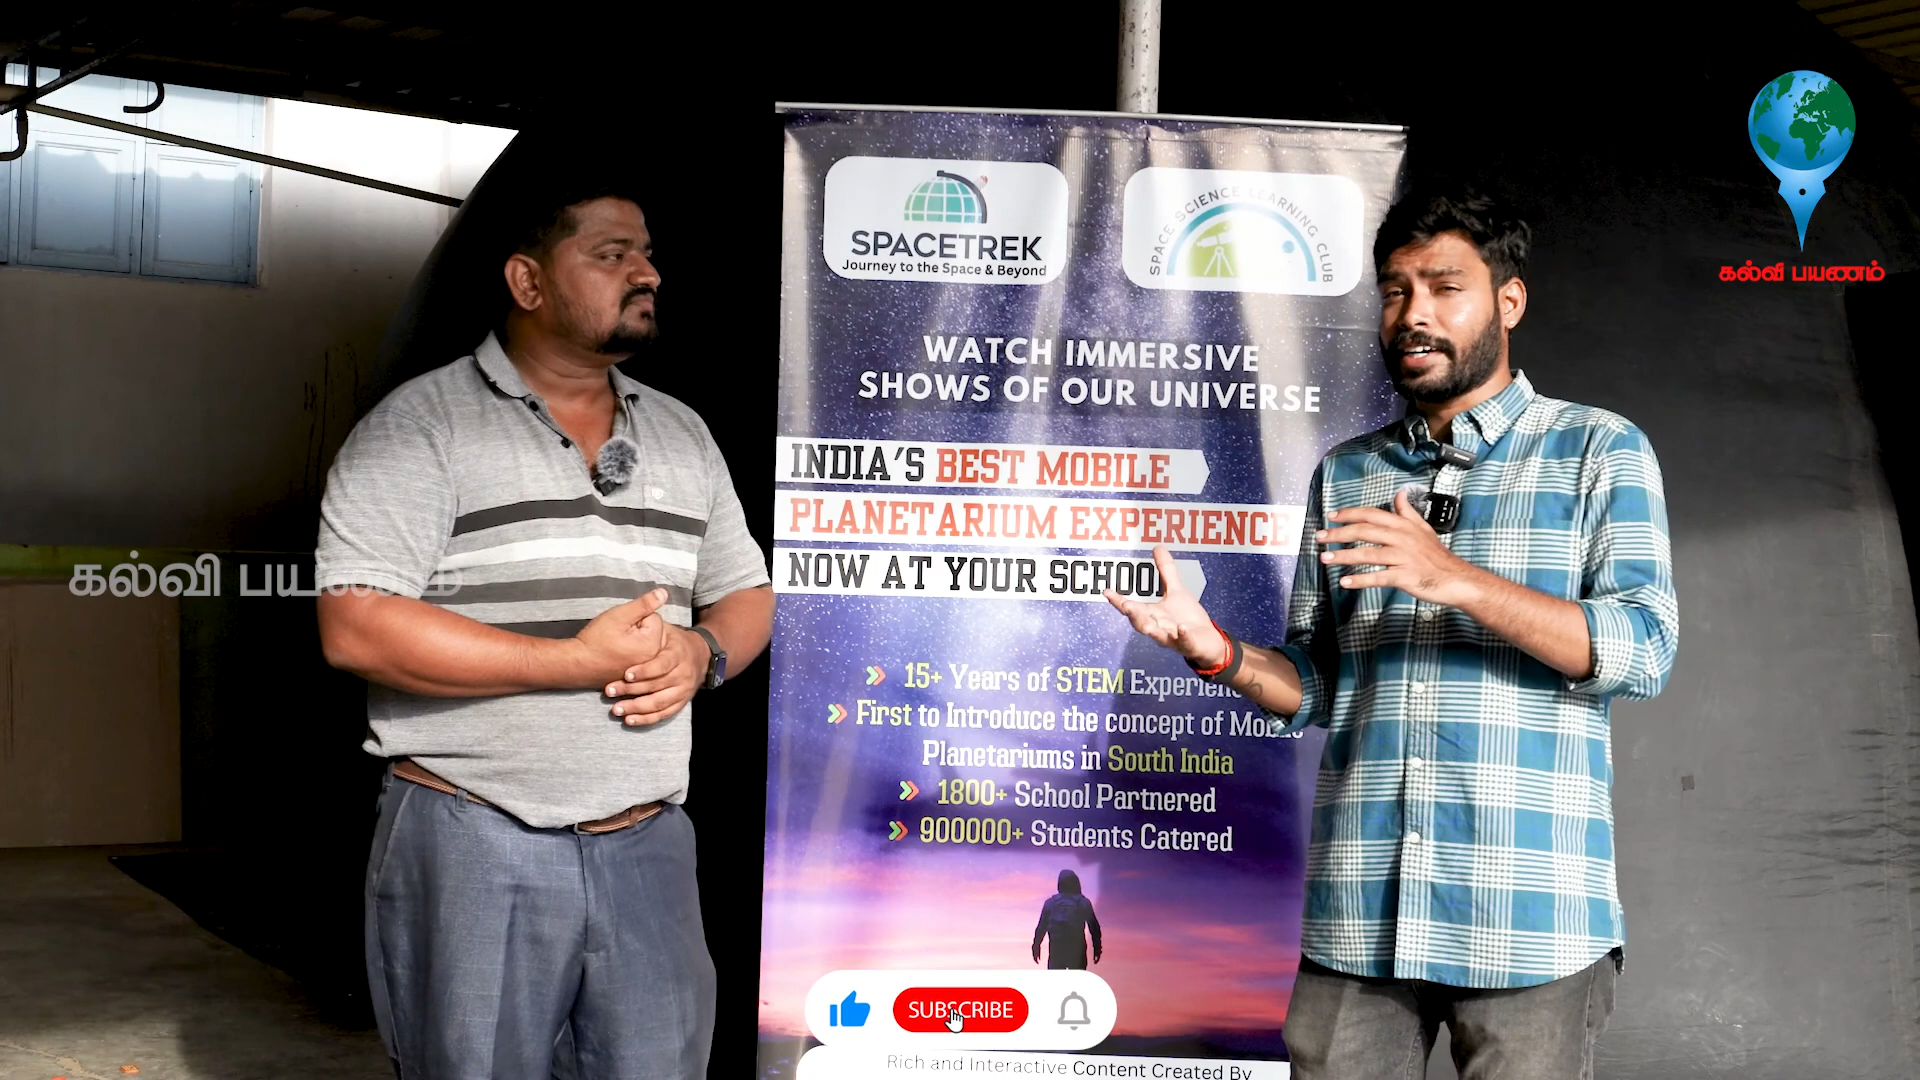 SPACETREK
Journey to the Space & Beyond
SPACE SCIENCE LEARNING CLUB
கல்வி பயணம்
WATCH IMMERSIVE
SHOWS OF OUR UNIVERSE
INDIA'S BEST MOBILE
PLANETARIUM EXPERIENCE
NOW AT YOUR SCHOOL
கல்வி பயணம்
15+ Years of STEM
First to Introduce the concept of
Planetariums in South India
1800+ School Partnered
900000+ Students Catered
SUBSCRIBE
Rich and Interactive Content Created By